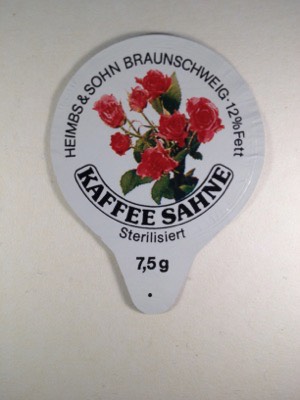 HEIMBS & SOHN BRAUNSCHWEIG · 12% Fett
KAFFEE SAHNE
Sterilisiert
7,5 g